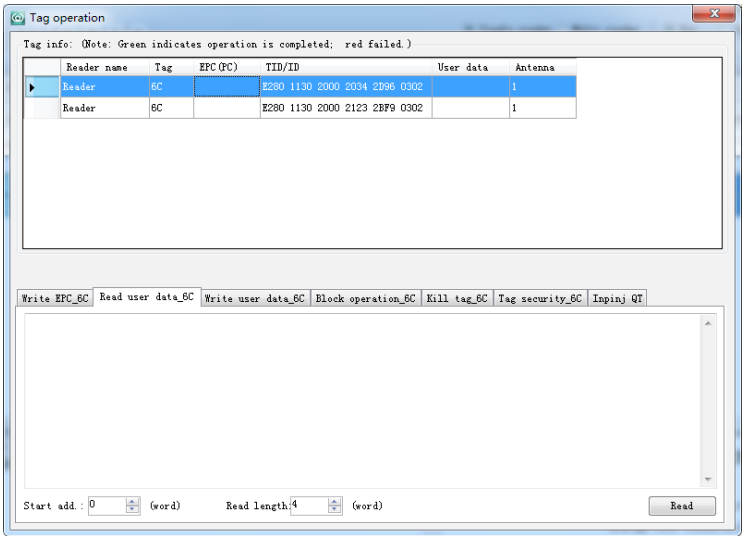 Tag operation
Tag info: (Note: Green indicates operation is completed; red failed.)
Reader name Tag EPC(PC) TID/ID User data Antenna
Reader 6C E280 1130 2000 2034 2D96 0302 1
Reader 6C E280 1130 2000 2123 2BF9 0302 1
Write EPC_6C Read user data_6C Write user data_6C Block operation_6C Kill tag_6C Tag security_6C Inpinj QT
Start add.: 0 (word) Read length: 4 (word) Read